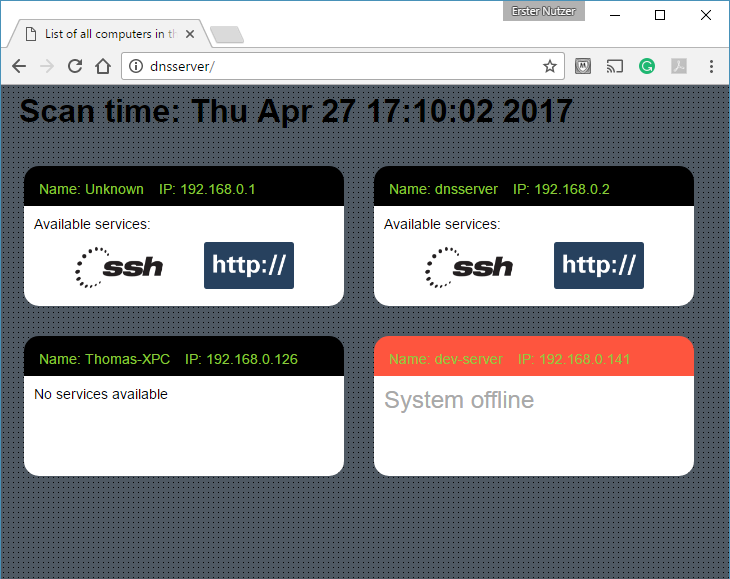 Erster Nutzer
List of all computers in th
dnsserver/
Scan time: Thu Apr 27 17:10:02 2017
Name: Unknown IP: 192.168.0.1
Available services:
ssh http://
Name: dnsserver IP: 192.168.0.2
Available services:
ssh http://
Name: Thomas-XPC IP: 192.168.0.126
No services available
Name: dev-server IP: 192.168.0.141
System offline